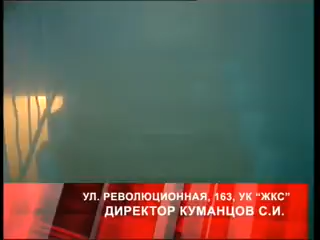 УЛ. РЕВОЛЮЦИОННАЯ, 163, УК "ЖКС"
ДИРЕКТОР КУМАНЦОВ С.И.